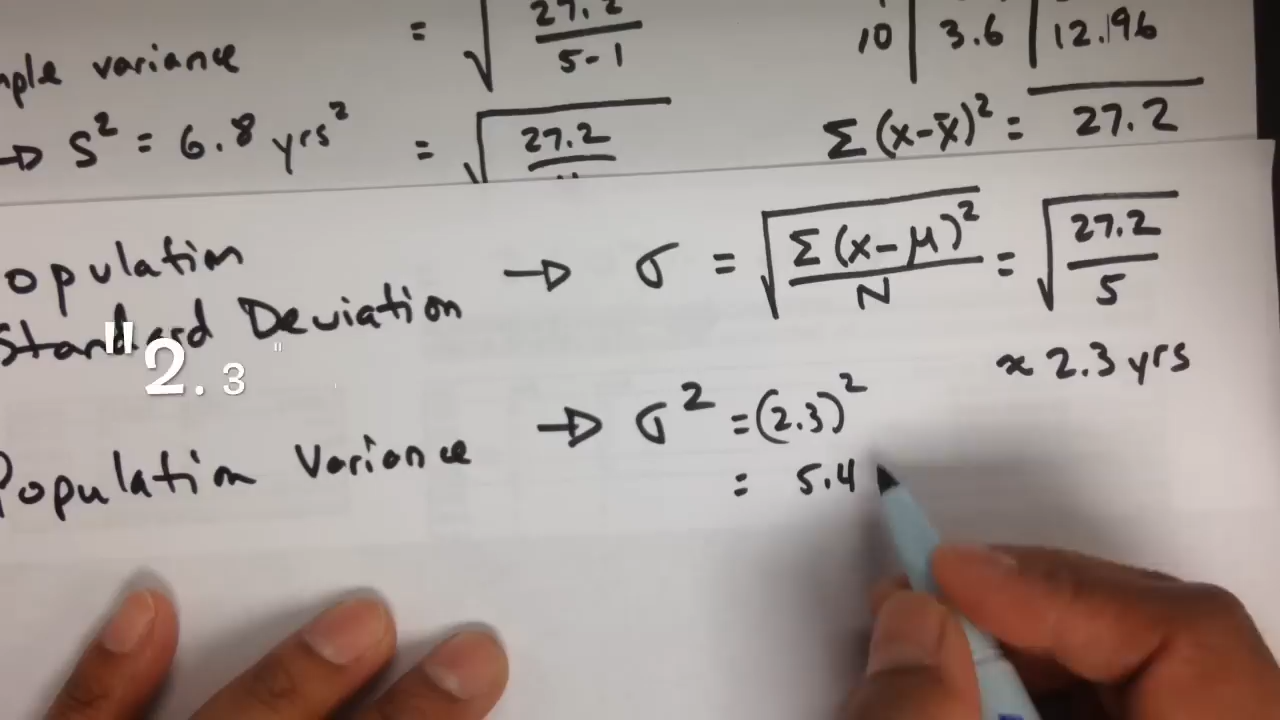 = √27.2/5-1
10 | 3.6 | 12.96
mple variance
→ S² = 6.8 yrs²
= √27.2
Σ(x-x̄)² = 27.2
opulation
Standard Deviation → σ = √Σ(x-μ)²/N = √27.2/5
≈ 2.3 yrs
"2.3"
Population Variance → σ² = (2.3)²
= 5.4